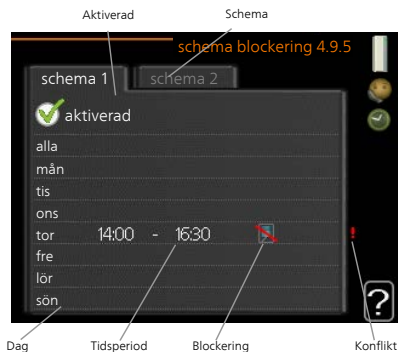 Aktiverad Schema
schema blockering 4.9.5
schema 1 schema 2
aktiverad
alla
mån
tis
ons
tor 14:00 - 16:30 !
fre
lör
sön
?
Dag Tidsperiod Blockering Konflikt